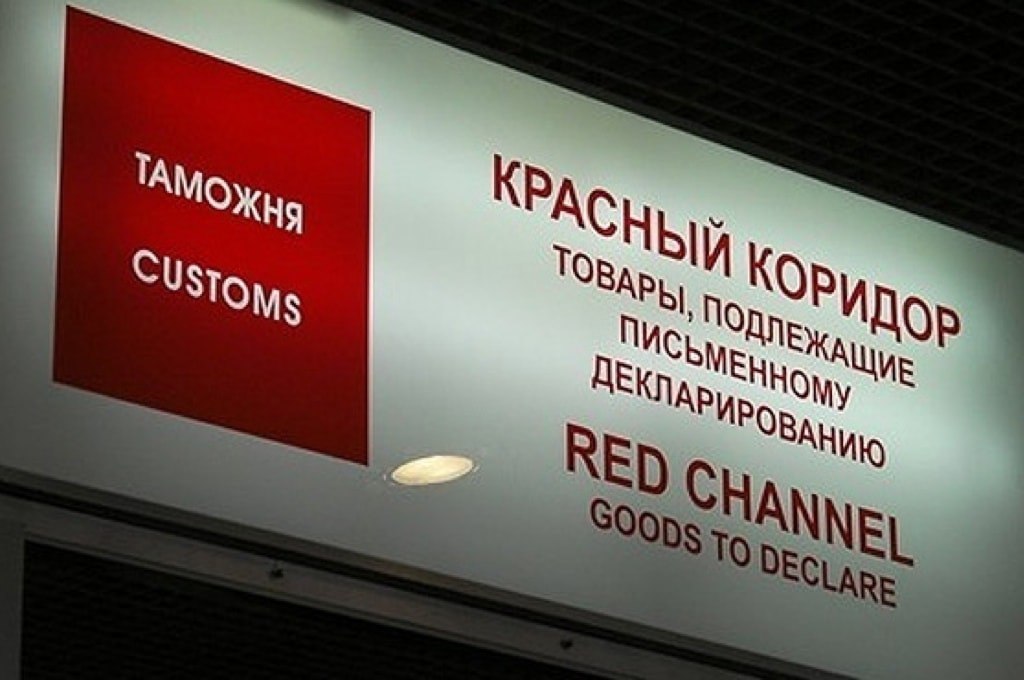 ТАМОЖНЯ
CUSTOMS
КРАСНЫЙ КОРИДОР
ТОВАРЫ, ПОДЛЕЖАЩИЕ
ПИСЬМЕННОМУ
ДЕКЛАРИРОВАНИЮ
RED CHANNEL
GOODS TO DECLARE